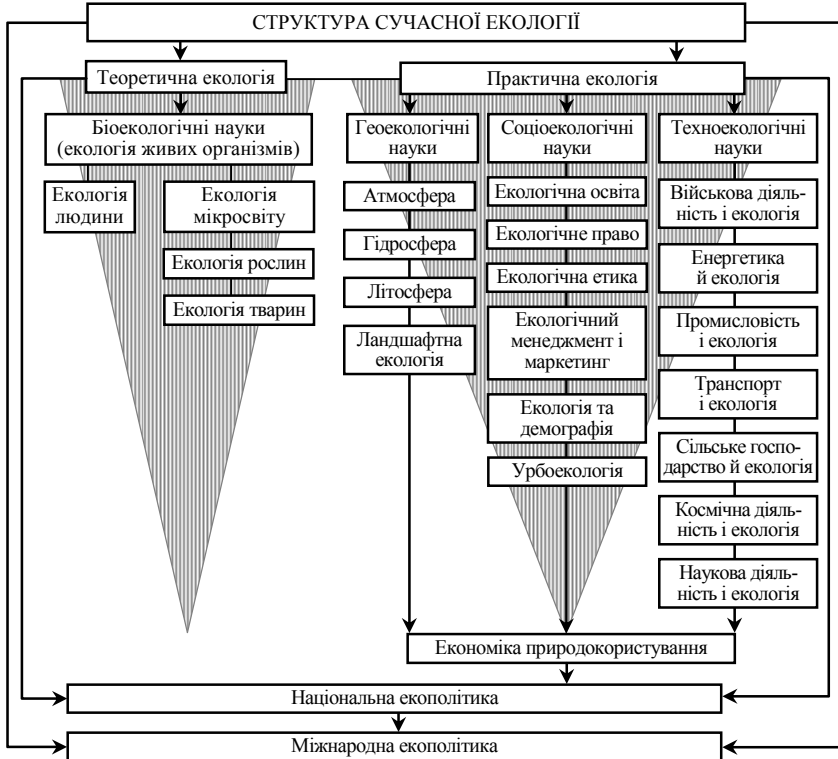 СТРУКТУРА СУЧАСНОЇ ЕКОЛОГІЇ
Теоретична екологія
Практична екологія
Біоекологічні науки
(екологія живих організмів)
Екологія
людини
Екологія
мікросвіту
Екологія рослин
Екологія тварин
Геоекологічні
науки
Атмосфера
Гідросфера
Літосфера
Ландшафтна
екологія
Соціоекологічні
науки
Екологічна освіта
Екологічне право
Екологічна етика
Екологічний
менеджмент і
маркетинг
Екологія та
демографія
Урбоекологія
Техноекологічні
науки
Військова діяль-
ність і екологія
Енергетика
й екологія
Промисловість
і екологія
Транспорт
і екологія
Сільське госпо-
дарство й екологія
Космічна діяль-
ність і екологія
Наукова діяль-
ність і екологія
Економіка природокористування
Національна екополітика
Міжнародна екополітика